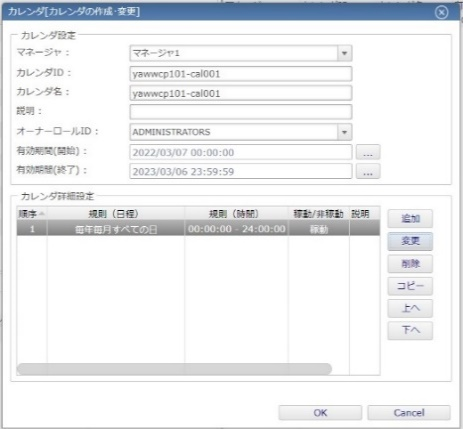 カレンダ[カレンダの作成・変更]
カレンダ設定
マネージャ： マネージャ1
カレンダID： yawwcp101-cal001
カレンダ名： yawwcp101-cal001
説明：
オーナーロールID： ADMINISTRATORS
有効期間(開始)： 2022/03/07 00:00:00 ...
有効期間(終了)： 2023/03/06 23:59:59 ...
カレンダ詳細設定
順序 規則（日程） 規則（時間） 稼動/非稼動 説明
1 毎年毎月すべての日 00:00:00 - 24:00:00 稼動
追加
変更
削除
コピー
上へ
下へ
OK Cancel